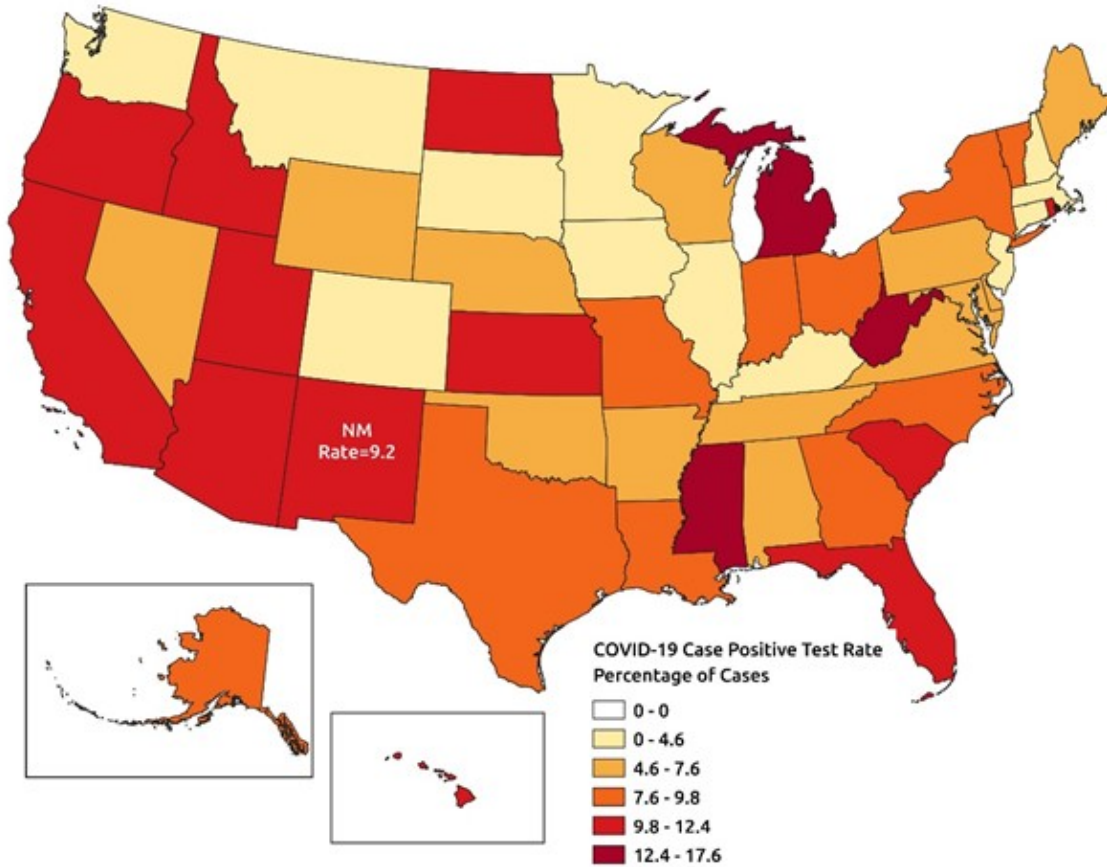 NM
Rate=9.2
COVID-19 Case Positive Test Rate
Percentage of Cases
0 - 0
0 - 4.6
4.6 - 7.6
7.6 - 9.8
9.8 - 12.4
12.4 - 17.6